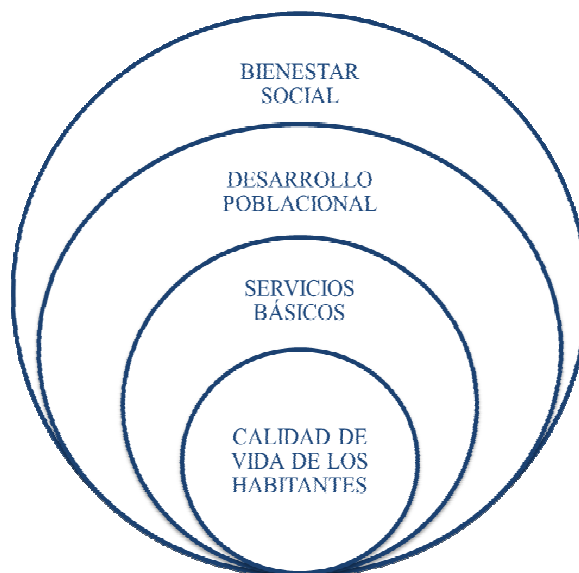 BIENESTAR
SOCIAL
DESARROLLO
POBLACIONAL
SERVICIOS
BÁSICOS
CALIDAD DE
VIDA DE LOS
HABITANTES